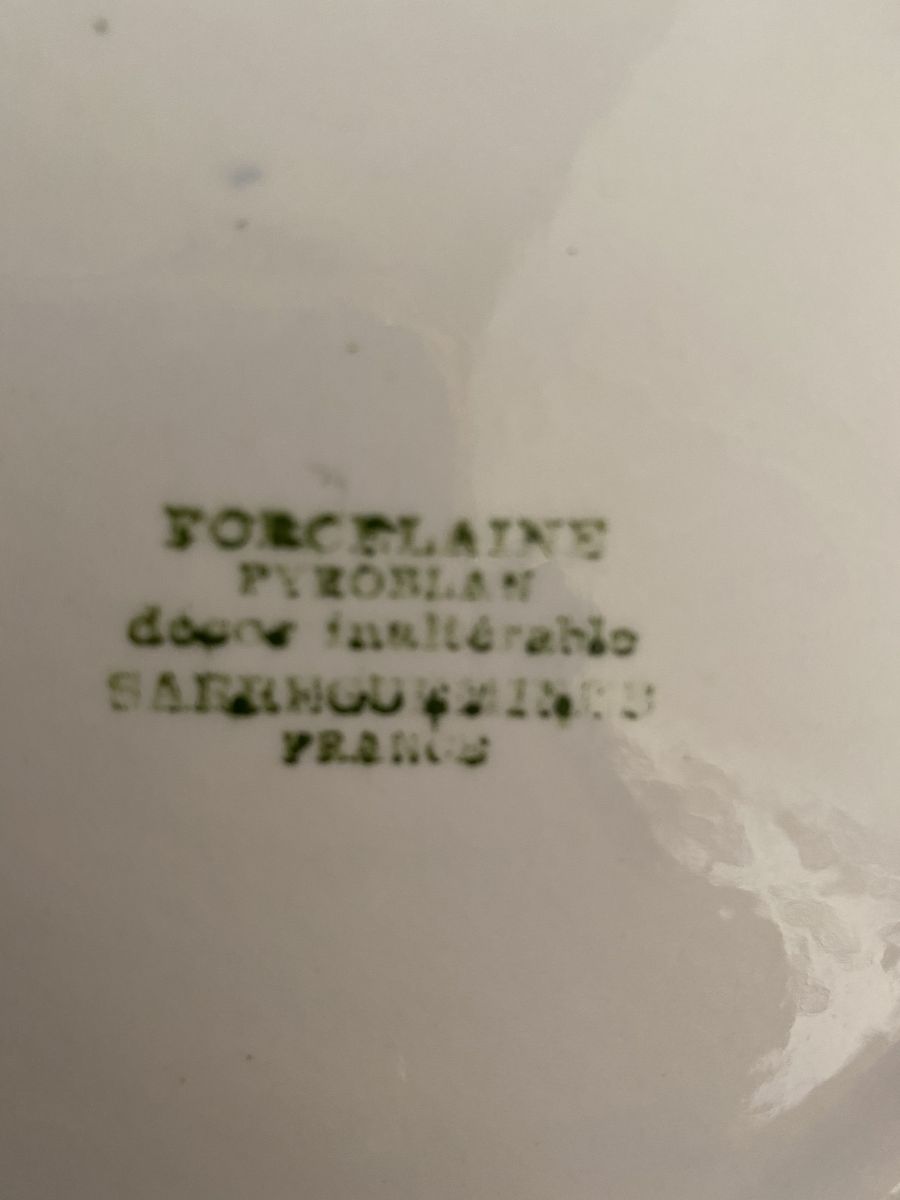 PORCELAINE
PYROBLAN
décor inaltérable
SARREGUEMINES
FRANCE